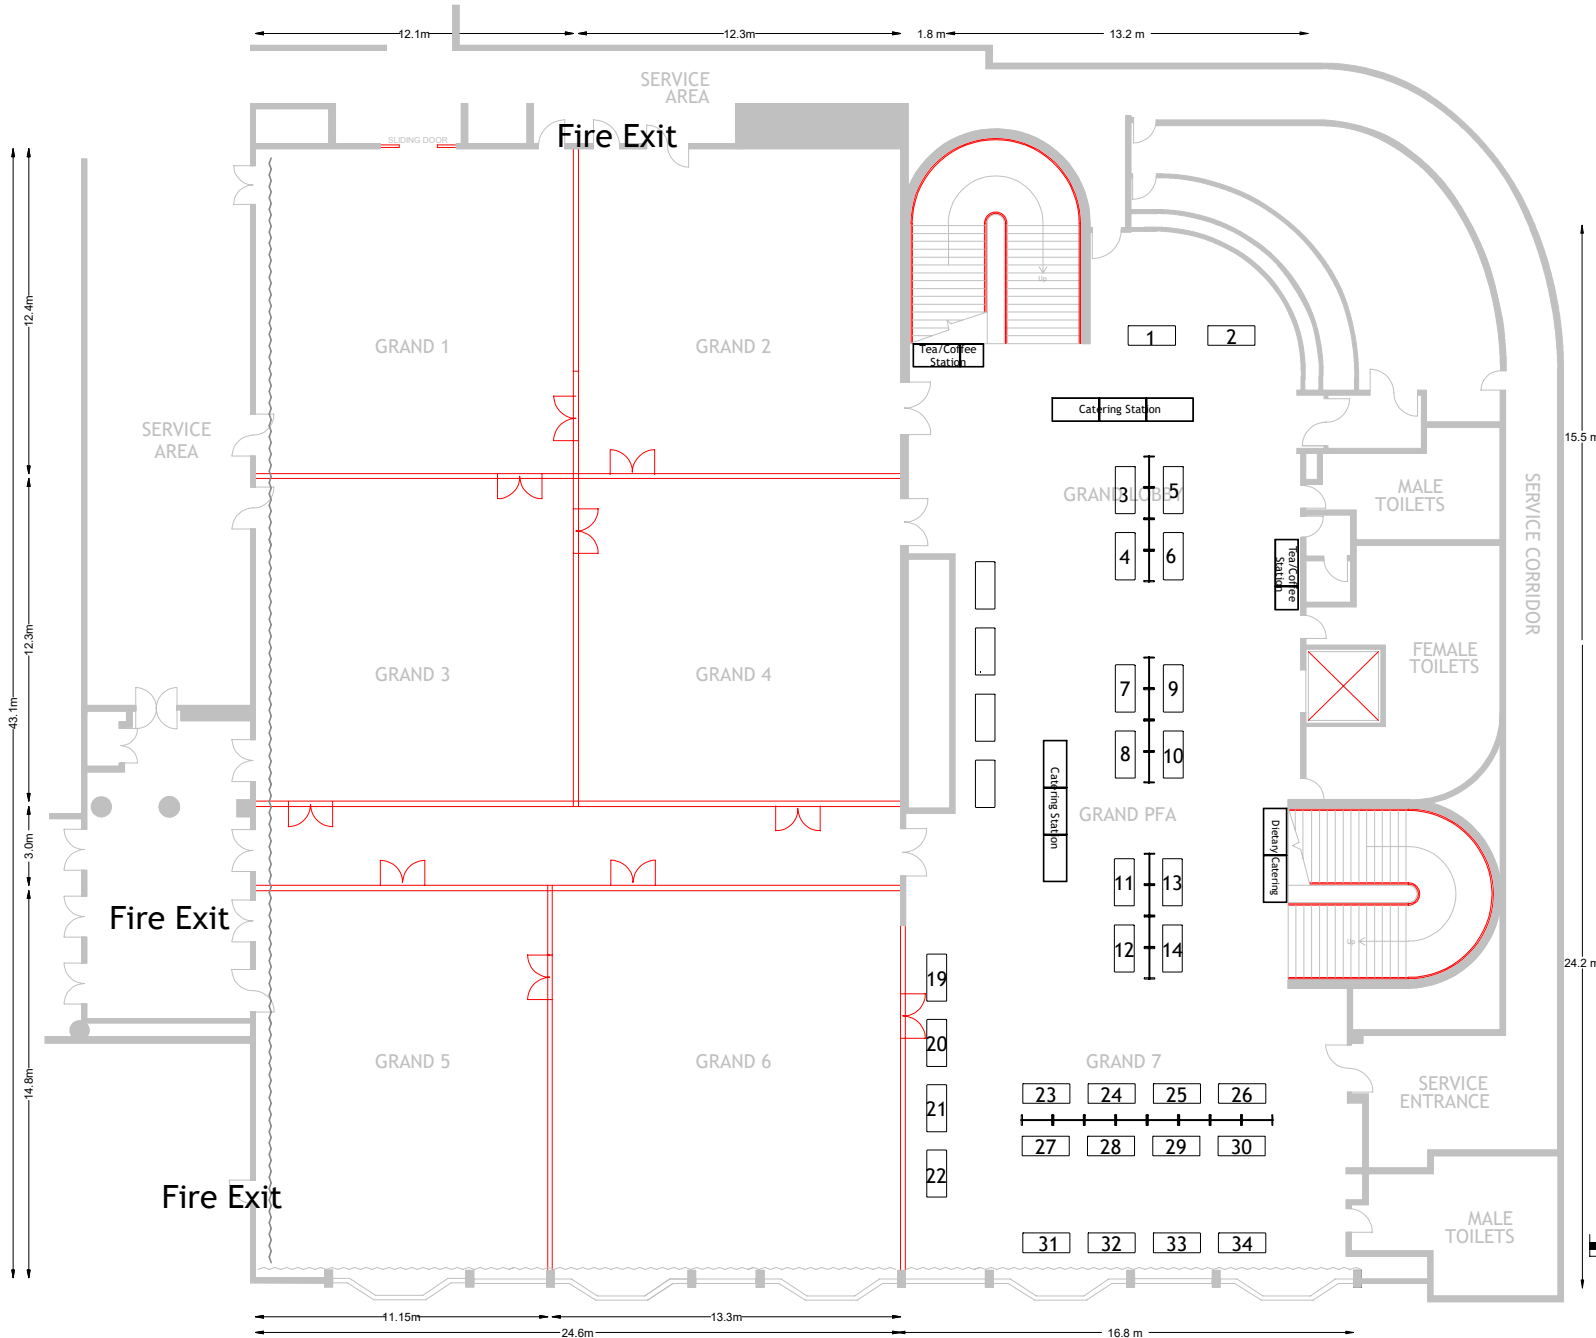 12.1m
12.3m
1.8 m
13.2 m
SERVICE
AREA
Fire Exit
SLIDING DOOR
Up
12.4m
GRAND 1
GRAND 2
Tea/Coffee
Station
1
2
Catering Station
SERVICE
AREA
15.5 m
GRAND LOBBY
3
5
4
6
MALE
TOILETS
SERVICE CORRIDOR
Tea/Coffee
Station
12.3m
43.1m
GRAND 3
GRAND 4
FEMALE
TOILETS
7
9
8
10
Catering Station
GRAND PFA
3.0m
Dietary Catering
11
13
12
14
Up
Fire Exit
24.2 m
19
20
21
22
14.8m
GRAND 5
GRAND 6
GRAND 7
23
24
25
26
27
28
29
30
SERVICE
ENTRANCE
Fire Exit
31
32
33
34
MALE
TOILETS
11.15m
13.3m
24.6m
16.8 m